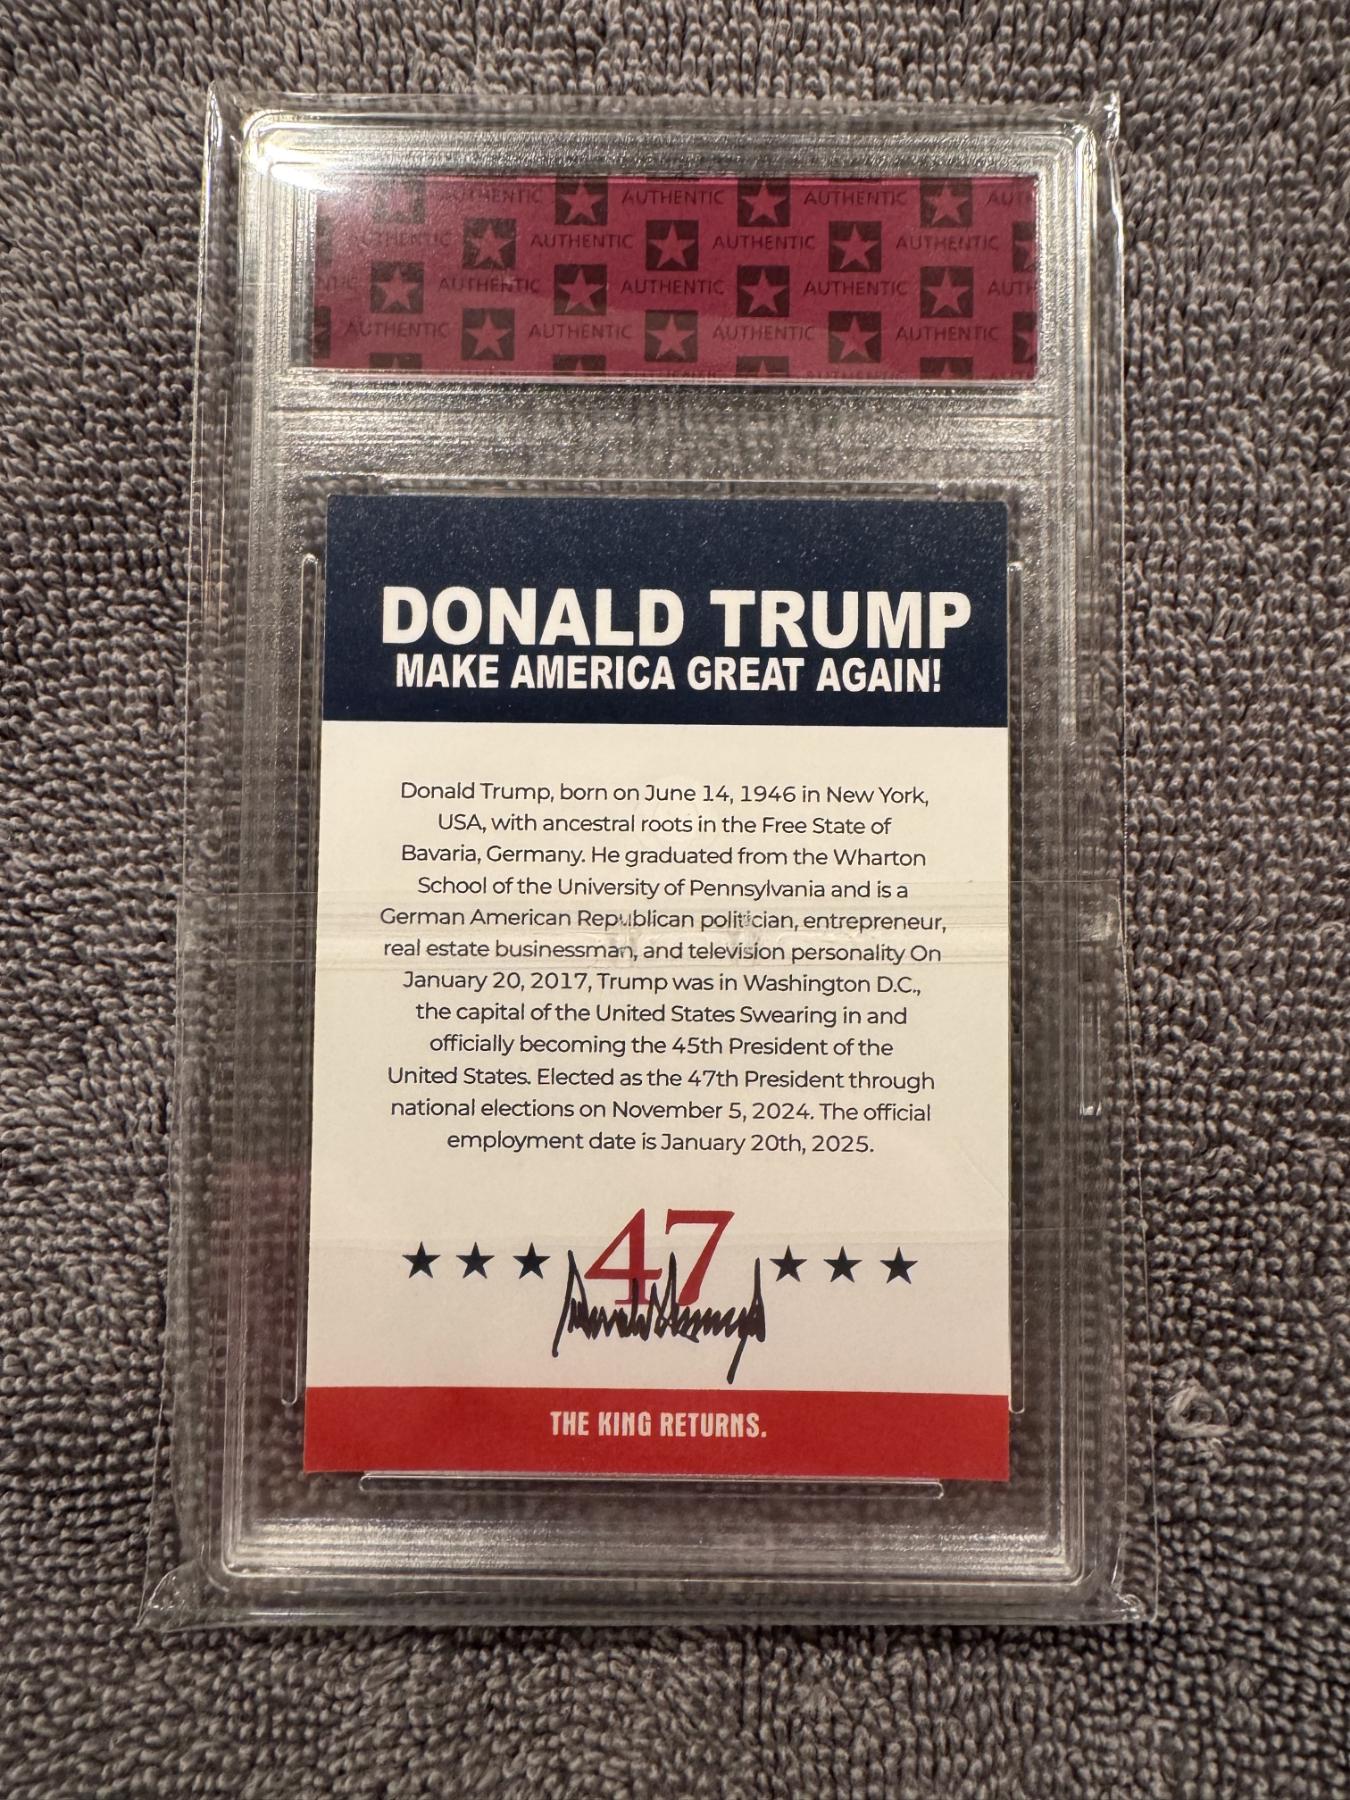 AUTHENTIC AUTHENTIC AUTHENTIC AUT
AUTHENTIC AUTHENTIC AUTHENTIC AUTHENTIC
NTIC AUTHENTIC AUTHENTIC AUTHENTIC AUTH
AUTHENTIC AUTHENTIC AUTHENTIC AUTHENTIC
DONALD TRUMP
MAKE AMERICA GREAT AGAIN!
Donald Trump, born on June 14, 1946 in New York,
USA, with ancestral roots in the Free State of
Bavaria, Germany. He graduated from the Wharton
School of the University of Pennsylvania and is a
German American Republican politician, entrepreneur,
real estate businessman, and television personality On
January 20, 2017, Trump was in Washington D.C.,
the capital of the United States Swearing in and
officially becoming the 45th President of the
United States. Elected as the 47th President through
national elections on November 5, 2024. The official
employment date is January 20th, 2025.
47
THE KING RETURNS.